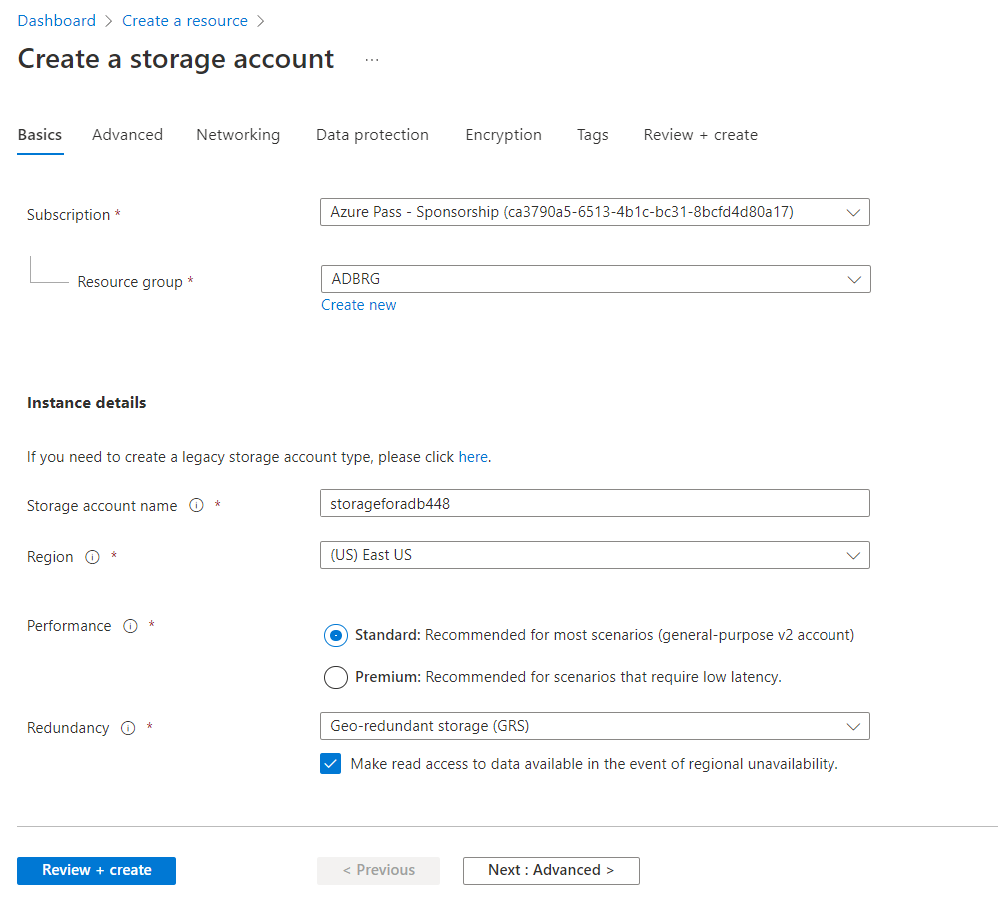 Dashboard > Create a resource >
Create a storage account ...
Basics Advanced Networking Data protection Encryption Tags Review + create
Subscription * Azure Pass - Sponsorship (ca3790a5-6513-4b1c-bc31-8bcfd4d80a17)
Resource group * ADBRG
Create new
Instance details
If you need to create a legacy storage account type, please click here.
Storage account name * storageforadb448
Region * (US) East US
Performance * Standard: Recommended for most scenarios (general-purpose v2 account)
Premium: Recommended for scenarios that require low latency.
Redundancy * Geo-redundant storage (GRS)
Make read access to data available in the event of regional unavailability.
Review + create < Previous Next : Advanced >